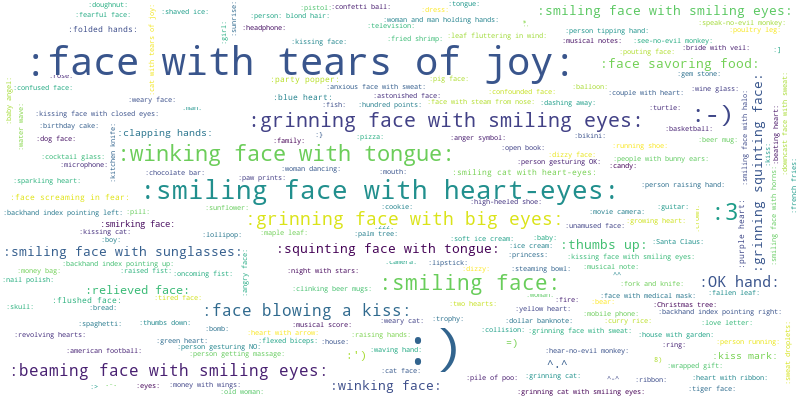 :doughnut:
:fearful face:
:folded hands:
:shaved ice:
:girl:
:sunrise:
:person: blond hair:
:headphone:
:kissing face:
:pistol:
:confetti ball:
:television:
:fried shrimp:
:tongue:
:dress:
:woman and man holding hands:
:leaf fluttering in wind:
:smiling face with smiling eyes:
:speak-no-evil monkey:
:poultry leg:
:person tipping hand:
:musical notes:
:see-no-evil monkey:
:pouting face:
:bride with veil:
:]
:face with tears of joy:
:face savoring food:
:rose:
:confused face:
:baby angel:
:water wave:
:weary face:
:party popper:
:blue heart:
:anxious face with sweat:
:astonished face:
:pig face:
:fish:
:hundred points:
:face with steam from nose:
:confounded face:
:dashing away:
:balloon:
:gem stone:
:couple with heart:
:wine glass:
:turtle:
:-)
:kissing face with closed eyes:
:birthday cake:
:dog face:
:kitchen knife:
:clapping hands:
:grinning face with smiling eyes:
:basketball:
:family:
:}
:pizza:
:anger symbol:
:bikini:
:open book:
:running shoe:
:beer mug:
:cocktail glass:
:microphone:
:winking face with tongue:
:dizzy face:
:person gesturing OK:
:people with bunny ears:
:candy:
:sparkling heart:
:chocolate bar:
:paw prints:
:woman dancing:
:mouth:
:smiling cat with heart-eyes:
:person raising hand:
:smiling face with halo:
:grinning squinting face:
:kiss:
:beating heart:
:smiling face with horns:
:downcast face with sweat:
:french fries:
:face screaming in fear:
:smiling face with heart-eyes:
:backhand index pointing left:
:pill:
:sunflower:
:cookie:
:high-heeled shoe:
:movie camera:
:guitar:
:3
:purple heart:
:smirking face:
:kissing cat:
:boy:
:lollipop:
:grinning face with big eyes:
:maple leaf:
zzz
:palm tree:
:unamused face:
:growing heart:
:smiling face with sunglasses:
:squinting face with tongue:
:soft ice cream:
:baby:
:ice cream:
:princess:
:thumbs up:
:Santa Claus:
:kissing face with smiling eyes:
:backhand index pointing up:
:money bag:
:raised fist:
:oncoming fist:
:angry face:
:night with stars:
:camera:
:lipstick:
:dizzy:
:steaming bowl:
:musical note:
^^
:nail polish:
:relieved face:
:clinking beer mugs:
:smiling face:
:fork and knife:
:OK hand:
:fallen leaf:
:skull:
:flushed face:
:bread:
:tired face:
:face blowing a kiss:
:two hearts:
:woman:
:fire:
:bear:
:yellow heart:
:face with medical mask:
:Christmas tree:
:mobile phone:
:backhand index pointing right:
:spaghetti:
:thumbs down:
:bomb:
:musical score:
:weary cat:
:trophy:
:dollar banknote:
:curry rice:
:love letter:
:revolving hearts:
:green heart:
:heart with arrow:
:flexed biceps:
:house:
:raising hands:
:)
:collision:
:grinning face with sweat:
:house with garden:
:american football:
:person gesturing NO:
:person getting massage:
:')
:waving hand:
=)
:hear-no-evil monkey:
:ring:
:person running:
:sweat droplets:
:beaming face with smiling eyes:
:cat face:
^.^
8)
:kiss mark:
:wrapped gift:
:>
:eyes:
:money with wings:
:old woman:
:winking face:
:pile of poo:
:grinning cat:
^-^
:ribbon:
:heart with ribbon:
:grinning cat with smiling eyes:
:tiger face: